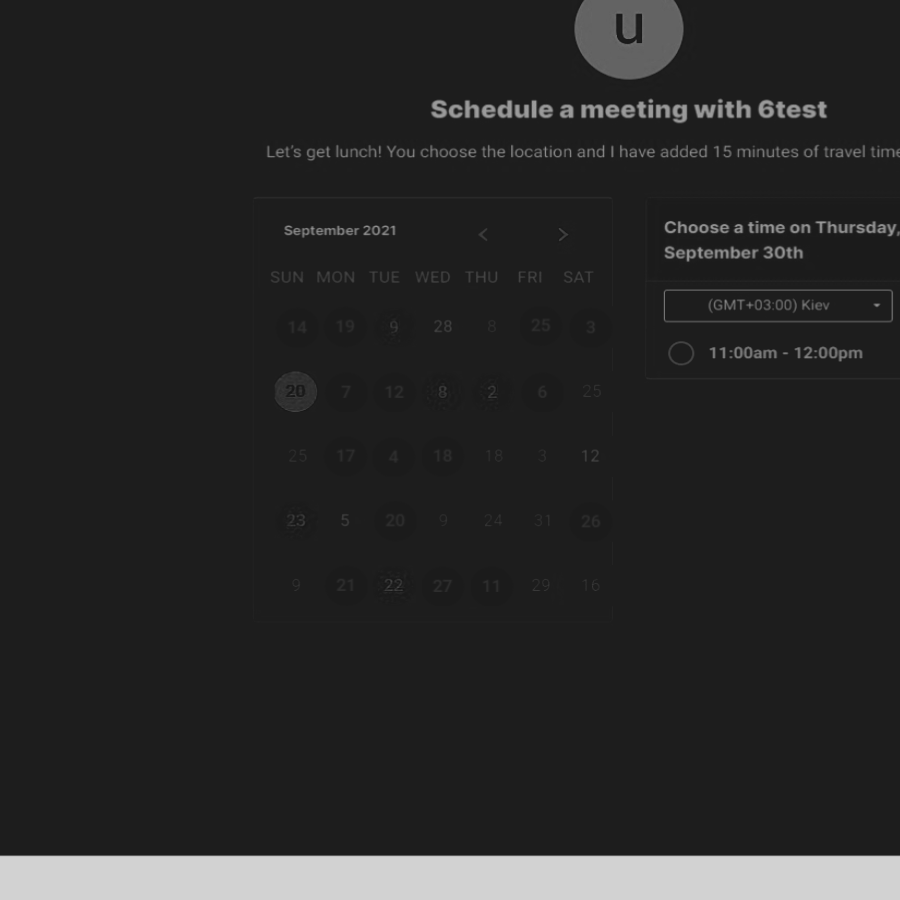 u
Schedule a meeting with 6test
Let's get lunch! You choose the location and I have added 15 minutes of travel time
September 2021 < >
SUN MON TUE WED THU FRI SAT
14 19 9 28 8 25 3
20 7 12 8 2 6 25
25 17 4 18 18 3 12
23 5 20 9 24 31 26
9 21 22 27 11 29 16
Choose a time on Thursday,
September 30th
(GMT+03:00) Kiev
11:00am - 12:00pm